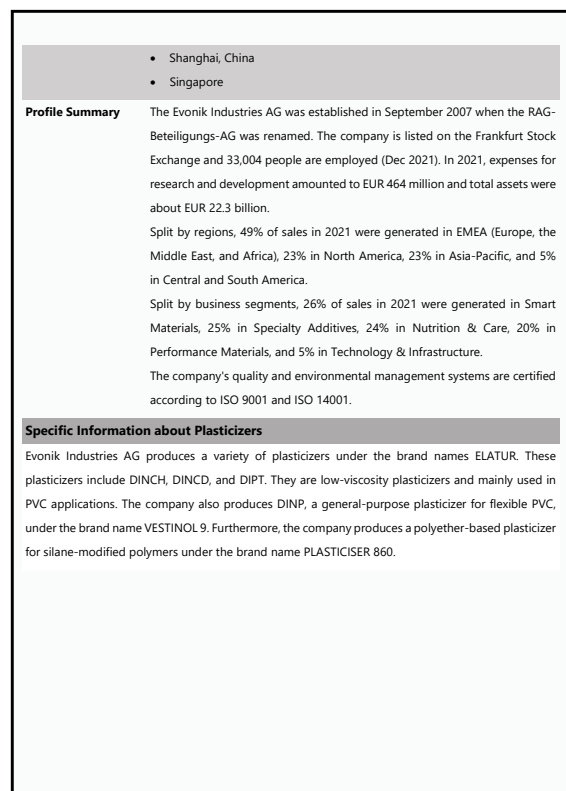 • Shanghai, China
• Singapore
Profile Summary The Evonik Industries AG was established in September 2007 when the RAG-
Beteiligungs-AG was renamed. The company is listed on the Frankfurt Stock
Exchange and 33,004 people are employed (Dec 2021). In 2021, expenses for
research and development amounted to EUR 464 million and total assets were
about EUR 22.3 billion.
Split by regions, 49% of sales in 2021 were generated in EMEA (Europe, the
Middle East, and Africa), 23% in North America, 23% in Asia-Pacific, and 5%
in Central and South America.
Split by business segments, 26% of sales in 2021 were generated in Smart
Materials, 25% in Specialty Additives, 24% in Nutrition & Care, 20% in
Performance Materials, and 5% in Technology & Infrastructure.
The company's quality and environmental management systems are certified
according to ISO 9001 and ISO 14001.
Specific Information about Plasticizers
Evonik Industries AG produces a variety of plasticizers under the brand names ELATUR. These
plasticizers include DINCH, DINCD, and DIPT. They are low-viscosity plasticizers and mainly used in
PVC applications. The company also produces DINP, a general-purpose plasticizer for flexible PVC,
under the brand name VESTINOL 9. Furthermore, the company produces a polyether-based plasticizer
for silane-modified polymers under the brand name PLASTICISER 860.